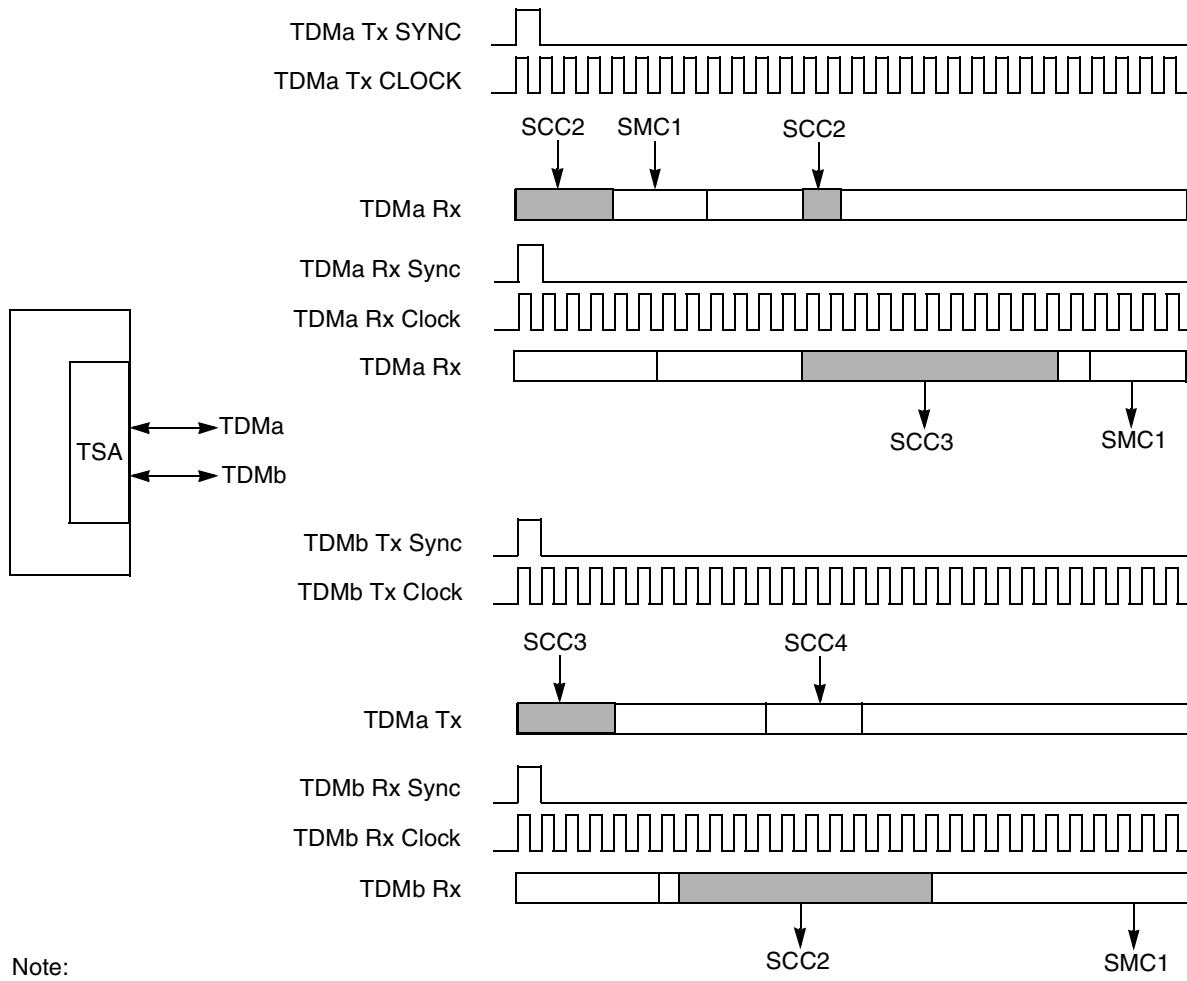 TDMa Tx SYNC
TDMa Tx CLOCK
SCC2 SMC1 SCC2
TDMa Rx
TDMa Rx Sync
TDMa Rx Clock
TDMa Rx
SCC3 SMC1
TSA
TDMa
TDMb
TDMb Tx Sync
TDMb Tx Clock
SCC3 SCC4
TDMa Tx
TDMb Rx Sync
TDMb Rx Clock
TDMb Rx
SCC2 SMC1
Note: